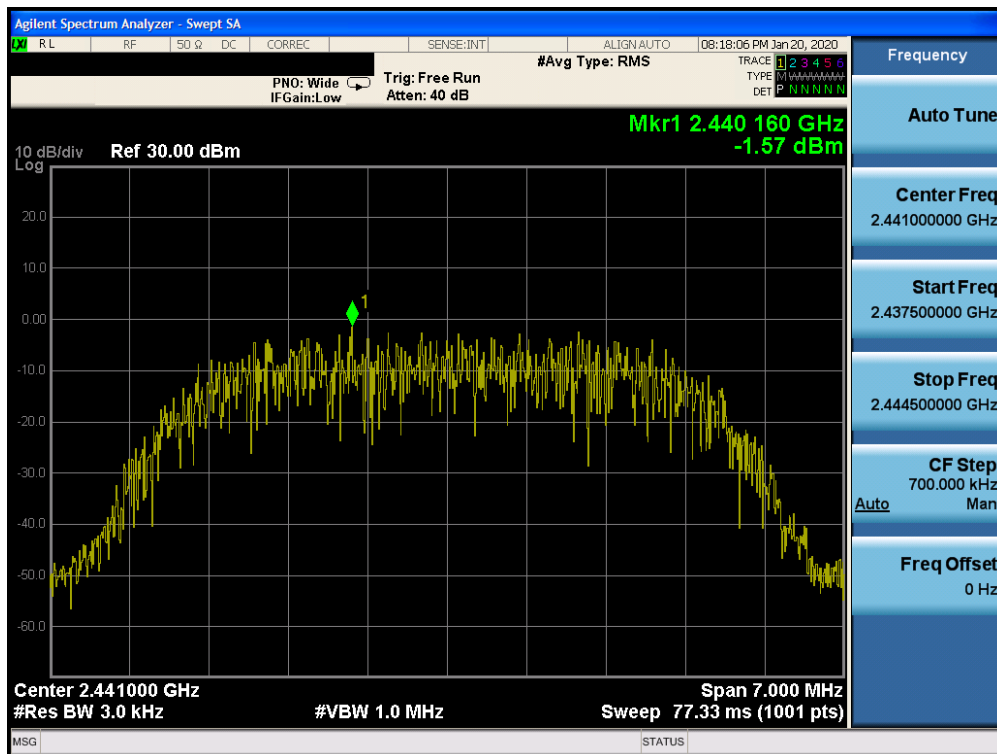 Agilent Spectrum Analyzer - Swept SA
LXI RL RF 50 Ω DC CORREC SENSE:INT ALIGN AUTO 08:18:06 PM Jan 20, 2020
#Avg Type: RMS
TRACE 1 2 3 4 5 6
TYPE M
DET P N N N N N
PNO: Wide
IFGain:Low
Trig: Free Run
Atten: 40 dB
Mkr1 2.440 160 GHz
-1.57 dBm
10 dB/div Ref 30.00 dBm
Log
20.0
10.0
0.00
-10.0
-20.0
-30.0
-40.0
-50.0
-60.0
1
Center 2.441000 GHz Span 7.000 MHz
#Res BW 3.0 kHz #VBW 1.0 MHz Sweep 77.33 ms (1001 pts)
MSG STATUS
Frequency
Auto Tune
Center Freq
2.441000000 GHz
Start Freq
2.437500000 GHz
Stop Freq
2.444500000 GHz
CF Step
700.000 kHz
Auto Man
Freq Offset
0 Hz